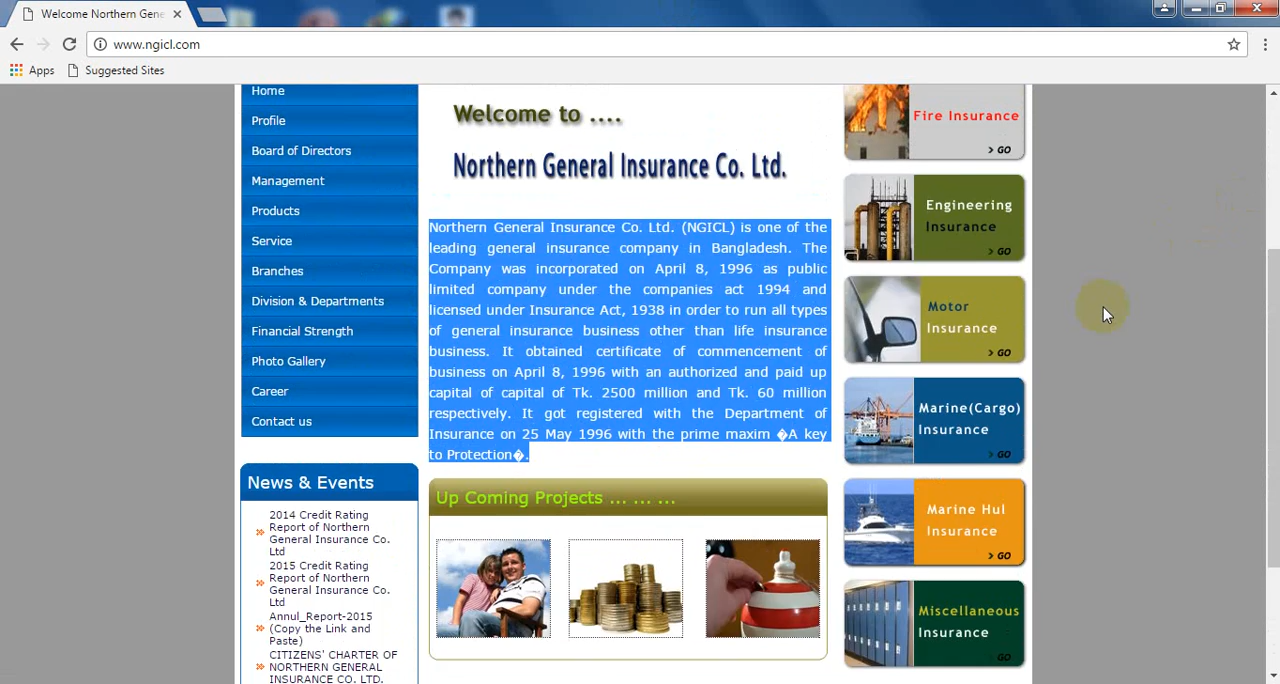 Welcome Northern Gene
www.ngicl.com
Apps
Suggested Sites
Home
Profile
Board of Directors
Management
Products
Service
Branches
Division & Departments
Financial Strength
Photo Gallery
Career
Contact us
News & Events
2014 Credit Rating
Report of Northern
General Insurance Co.
Ltd
2015 Credit Rating
Report of Northern
General Insurance Co.
Ltd
Annul_Report-2015
(Copy the Link and
Paste)
CITIZENS' CHARTER OF
NORTHERN GENERAL
INSURANCE CO. LTD.
Welcome to ....
Northern General Insurance Co. Ltd.
Northern General Insurance Co. Ltd. (NGICL) is one of the
leading general insurance company in Bangladesh. The
Company was incorporated on April 8, 1996 as public
limited company under the companies act 1994 and
licensed under Insurance Act, 1938 in order to run all types
of general insurance business other than life insurance
business. It obtained certificate of commencement of
business on April 8, 1996 with an authorized and paid up
capital of capital of Tk. 2500 million and Tk. 60 million
respectively. It got registered with the Department of
Insurance on 25 May 1996 with the prime maxim �A key
to Protection�.
Up Coming Projects ... ... ...
Fire Insurance
> GO
Engineering
Insurance
> GO
Motor
Insurance
> GO
Marine(Cargo)
Insurance
> GO
Marine Hul
Insurance
> GO
Miscellaneous
Insurance
> GO